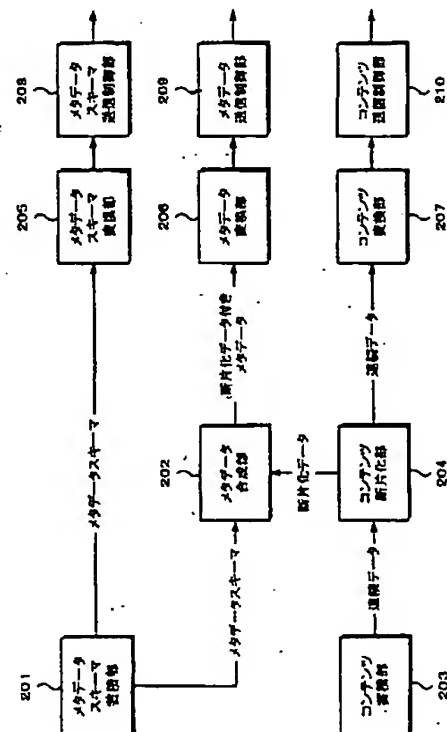 208
メタデータ
スキーマ
送信制御部
209
メタデータ
送信制御部
210
コンテンツ
送信制御部
205
メタデータ
スキーマ
変換部
206
メタデータ
変換部
207
コンテンツ
変換部
メタデータスキーマ
断片化データ付き
メタデータ
連続データ
202
メタデータ
合成部
断片化データ
204
コンテンツ
断片化部
メタデータスキーマ
連続データ
201
メタデータ
スキーマ
蓄積部
203
コンテンツ
蓄積部